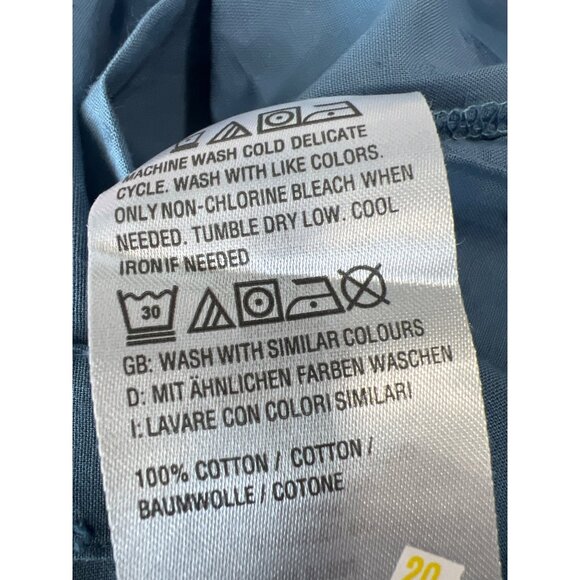 MACHINE WASH COLD DELICATE
CYCLE. WASH WITH LIKE COLORS.
ONLY NON-CHLORINE BLEACH WHEN
NEEDED. TUMBLE DRY LOW. COOL
IRON IF NEEDED
30
GB: WASH WITH SIMILAR COLOURS
D: MIT ÄHNLICHEN FARBEN WASCHEN
I: LAVARE CON COLORI SIMILARI
100% COTTON / COTTON /
BAUMWOLLE / COTONE
20